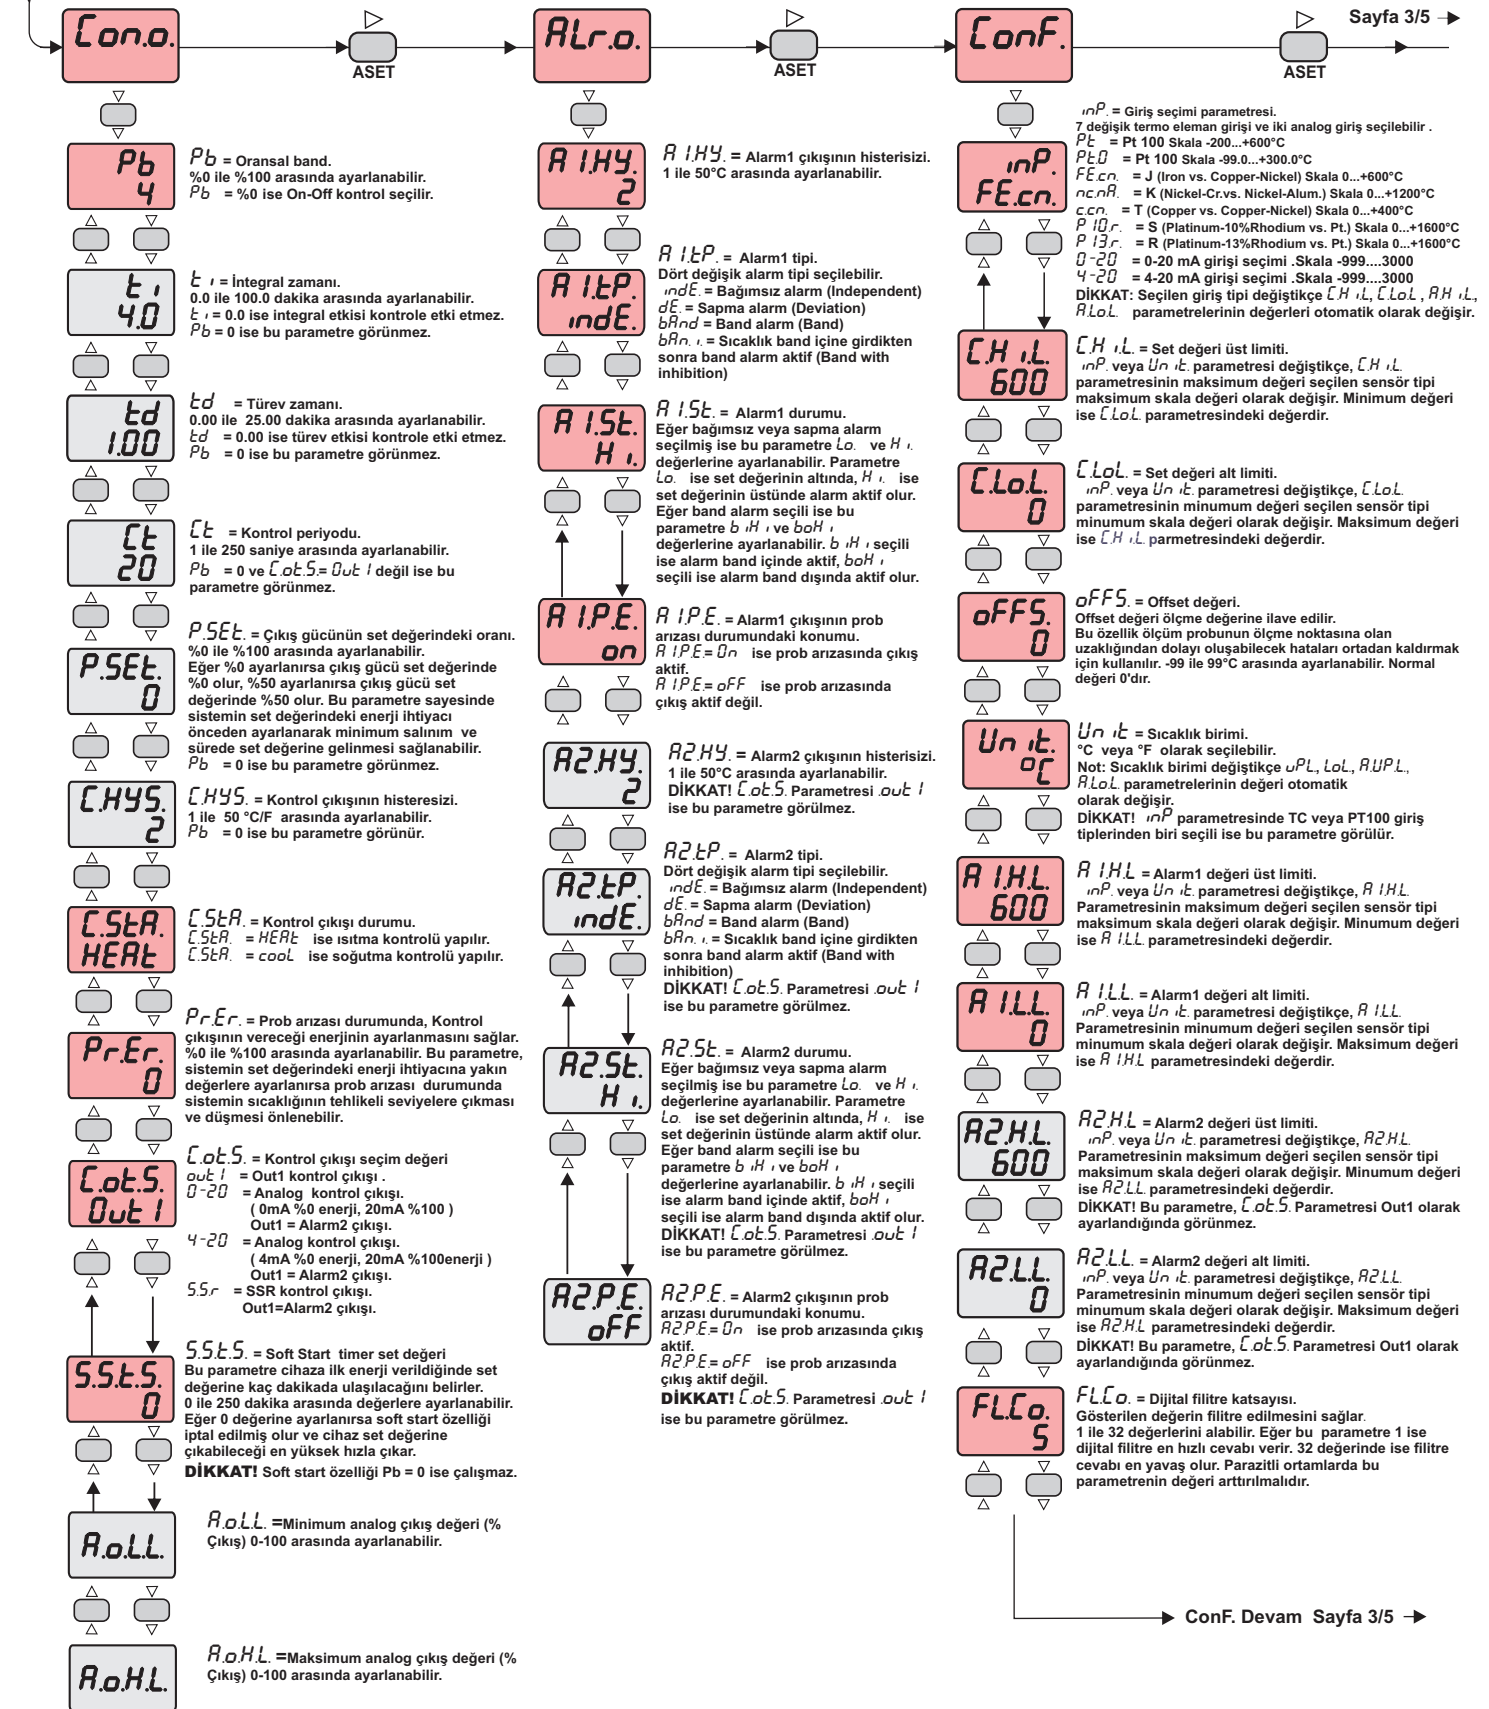 Con.o.
ASET
ALr.o.
ASET
ConF.
ASET
Sayfa 3/5
Pb
4
Pb = Oransal band.
%0 ile %100 arasında ayarlanabilir.
Pb = %0 ise On-Off kontrol seçilir.
ti
4.0
ti = İntegral zamanı.
0.0 ile 100.0 dakika arasında ayarlanabilir.
ti = 0.0 ise integral etkisi kontrole etki etmez.
Pb = 0 ise bu parametre görünmez.
td
1.00
td = Türev zamanı.
0.00 ile 25.00 dakika arasında ayarlanabilir.
td = 0.00 ise türev etkisi kontrole etki etmez.
Pb = 0 ise bu parametre görünmez.
Ct
20
Ct = Kontrol periyodu.
1 ile 250 saniye arasında ayarlanabilir.
Pb = 0 ve C.ot.S.= Out 1 değil ise bu
parametre görünmez.
P.SEt.
0
P.SEt. = Çıkış gücünün set değerindeki oranı.
%0 ile %100 arasında ayarlanabilir.
Eğer %0 ayarlanırsa çıkış gücü set değerinde
%0 olur, %50 ayarlanırsa çıkış gücü set
değerinde %50 olur. Bu parametre sayesinde
sistemin set değerindeki enerji ihtiyacı
önceden ayarlanarak minimum salınım ve
sürede set değerine gelinmesi sağlanabilir.
Pb = 0 ise bu parametre görünmez.
C.HYS.
2
C.HYS. = Kontrol çıkışının histeresizi.
1 ile 50 °C/F arasında ayarlanabilir.
Pb = 0 ise bu parametre görünür.
C.StA.
HEAt
C.StA. = Kontrol çıkışı durumu.
C.StA. = HEAt ise ısıtma kontrolü yapılır.
C.StA. = cooL ise soğutma kontrolü yapılır.
Pr.Er.
0
Pr.Er. = Prob arızası durumunda, Kontrol
çıkışının vereceği enerjinin ayarlanmasını sağlar.
%0 ile %100 arasında ayarlanabilir. Bu parametre,
sistemin set değerindeki enerji ihtiyacına yakın
değerlere ayarlanırsa prob arızası durumunda
sistemin sıcaklığının tehlikeli seviyelere çıkması
ve düşmesi önlenebilir.
C.ot.S.
Out 1
C.ot.S. = Kontrol çıkışı seçim değeri
out 1 = Out1 kontrol çıkışı .
0-20 = Analog kontrol çıkışı.
( 0mA %0 enerji, 20mA %100 )
Out1 = Alarm2 çıkışı.
4-20 = Analog kontrol çıkışı.
( 4mA %0 enerji, 20mA %100enerji )
Out1 = Alarm2 çıkışı.
S.S.r = SSR kontrol çıkışı.
Out1=Alarm2 çıkışı.
S.S.t.S.
0
S.S.t.S. = Soft Start timer set değeri
Bu parametre cihaza ilk enerji verildiğinde set
değerine kaç dakikada ulaşılacağını belirler.
0 ile 250 dakika arasında değerlere ayarlanabilir.
Eğer 0 değerine ayarlanırsa soft start özelliği
iptal edilmiş olur ve cihaz set değerine
çıkabileceği en yüksek hızla çıkar.
DİKKAT! Soft start özelliği Pb = 0 ise çalışmaz.
A.o.L.L.
A.o.L.L. =Minimum analog çıkış değeri (%
Çıkış) 0-100 arasında ayarlanabilir.
A.o.H.L.
A.o.H.L. =Maksimum analog çıkış değeri (%
Çıkış) 0-100 arasında ayarlanabilir.
A1.HY.
2
A1.HY. = Alarm1 çıkışının histerisizi.
1 ile 50°C arasında ayarlanabilir.
A1.tP.
indE.
A1.tP. = Alarm1 tipi.
Dört değişik alarm tipi seçilebilir.
indE. = Bağımsız alarm (Independent)
dE. = Sapma alarm (Deviation)
bAnd = Band alarm (Band)
bAn.i. = Sıcaklık band içine girdikten
sonra band alarm aktif (Band with
inhibition)
A1.St.
Hi.
A1.St. = Alarm1 durumu.
Eğer bağımsız veya sapma alarm
seçilmiş ise bu parametre Lo. ve Hi.
değerlerine ayarlanabilir. Parametre
Lo. ise set değerinin altında, Hi. ise
set değerinin üstünde alarm aktif olur.
Eğer band alarm seçili ise bu
parametre biHi ve boHi
değerlerine ayarlanabilir. biHi seçili
ise alarm band içinde aktif, boHi
seçili ise alarm band dışında aktif olur.
A1.P.E.
on
A1.P.E. = Alarm1 çıkışının prob
arızası durumundaki konumu.
A1.P.E.= On ise prob arızasında çıkış
aktif.
A1.P.E.= oFF ise prob arızasında
çıkış aktif değil.
A2.HY.
2
A2.HY. = Alarm2 çıkışının histerisizi.
1 ile 50°C arasında ayarlanabilir.
DİKKAT! C.ot.S. Parametresi .out 1
ise bu parametre görülmez.
A2.tP.
indE.
A2.tP. = Alarm2 tipi.
Dört değişik alarm tipi seçilebilir.
indE. = Bağımsız alarm (Independent)
dE. = Sapma alarm (Deviation)
bAnd = Band alarm (Band)
bAn.i. = Sıcaklık band içine girdikten
sonra band alarm aktif (Band with
inhibition)
DİKKAT! C.ot.S. Parametresi .out 1
ise bu parametre görülmez.
A2.St.
Hi.
A2.St. = Alarm2 durumu.
Eğer bağımsız veya sapma alarm
seçilmiş ise bu parametre Lo. ve Hi.
değerlerine ayarlanabilir. Parametre
Lo. ise set değerinin altında, Hi. ise
set değerinin üstünde alarm aktif olur.
Eğer band alarm seçili ise bu
parametre biHi ve boHi
değerlerine ayarlanabilir. biHi seçili
ise alarm band içinde aktif, boHi
seçili ise alarm band dışında aktif olur.
DİKKAT! C.ot.S. Parametresi .out 1
ise bu parametre görülmez.
A2.P.E.
oFF
A2.P.E. = Alarm2 çıkışının prob
arızası durumundaki konumu.
A2.P.E.= On ise prob arızasında çıkış
aktif.
A2.P.E.= oFF ise prob arızasında
çıkış aktif değil.
DİKKAT! C.ot.S. Parametresi .out 1
ise bu parametre görülmez.
inP.
FE.cn.
inP. = Giriş seçimi parametresi.
7 değişik termo eleman girişi ve iki analog giriş seçilebilir .
Pt = Pt 100 Skala -200...+600°C
Pt.0 = Pt 100 Skala -99.0...+300.0°C
FE.cn. = J (Iron vs. Copper-Nickel) Skala 0...+600°C
nc.nA. = K (Nickel-Cr.vs. Nickel-Alum.) Skala 0...+1200°C
c.cn. = T (Copper vs. Copper-Nickel) Skala 0...+400°C
P10.r. = S (Platinum-10%Rhodium vs. Pt.) Skala 0...+1600°C
P13.r. = R (Platinum-13%Rhodium vs. Pt.) Skala 0...+1600°C
0-20 = 0-20 mA girişi seçimi .Skala -999....3000
4-20 = 4-20 mA girişi seçimi .Skala -999....3000
DİKKAT: Seçilen giriş tipi değiştikçe C.Hi.L, C.Lo.L , A.Hi.L,
A.Lo.L. parametrelerinin değerleri otomatik olarak değişir.
C.Hi.L.
600
C.Hi.L. = Set değeri üst limiti.
inP. veya Unit. parametresi değiştikçe, C.Hi.L.
parametresinin maksimum değeri seçilen sensör tipi
maksimum skala değeri olarak değişir. Minimum değeri
ise C.Lo.L. parametresindeki değerdir.
C.Lo.L.
0
C.LoL. = Set değeri alt limiti.
inP. veya Unit. parametresi değiştikçe, C.Lo.L.
parametresinin minumum değeri seçilen sensör tipi
minumum skala değeri olarak değişir. Maksimum değeri
ise C.Hi.L. parmetresindeki değerdir.
oFFS.
0
oFFS. = Offset değeri.
Offset değeri ölçme değerine ilave edilir.
Bu özellik ölçüm probunun ölçme noktasına olan
uzaklığından dolayı oluşabilecek hataları ortadan kaldırmak
için kullanılır. -99 ile 99°C arasında ayarlanabilir. Normal
değeri 0'dır.
Unit.
°C
Unit = Sıcaklık birimi.
°C veya °F olarak seçilebilir.
Not: Sıcaklık birimi değiştikçe uPL, LoL, A.UP.L.,
A.Lo.L. parametrelerinin değeri otomatik
olarak değişir.
DİKKAT! inP parametresinde TC veya PT100 giriş
tiplerinden biri seçili ise bu parametre görülür.
A1.H.L.
600
A1.H.L = Alarm1 değeri üst limiti.
inP. veya Unit. parametresi değiştikçe, A1.H.L.
Parametresinin maksimum değeri seçilen sensör tipi
maksimum skala değeri olarak değişir. Minumum değeri
ise A1.L.L. parametresindeki değerdir.
A1.L.L.
0
A1.L.L. = Alarm1 değeri alt limiti.
inP. veya Unit. parametresi değiştikçe, A1.L.L.
Parametresinin minumum değeri seçilen sensör tipi
minumum skala değeri olarak değişir. Maksimum değeri
ise A1.H.L parametresindeki değerdir.
A2.H.L.
600
A2.H.L = Alarm2 değeri üst limiti.
inP. veya Unit. parametresi değiştikçe, A2.H.L.
Parametresinin maksimum değeri seçilen sensör tipi
maksimum skala değeri olarak değişir. Minumum değeri
ise A2.L.L. parametresindeki değerdir.
DİKKAT! Bu parametre, C.ot.S. Parametresi Out1 olarak
ayarlandığında görünmez.
A2.L.L.
0
A2.L.L. = Alarm2 değeri alt limiti.
inP. veya Unit. parametresi değiştikçe, A2.L.L.
Parametresinin minumum değeri seçilen sensör tipi
minumum skala değeri olarak değişir. Maksimum değeri
ise A2.H.L parametresindeki değerdir.
DİKKAT! Bu parametre, C.ot.S. Parametresi Out1 olarak
ayarlandığında görünmez.
FL.Co.
5
FL.Co. = Dijital filitre katsayısı.
Gösterilen değerin filitre edilmesini sağlar.
1 ile 32 değerlerini alabilir. Eğer bu parametre 1 ise
dijital filitre en hızlı cevabı verir. 32 değerinde ise filitre
cevabı en yavaş olur. Parazitli ortamlarda bu
parametrenin değeri arttırılmalıdır.
ConF. Devam Sayfa 3/5